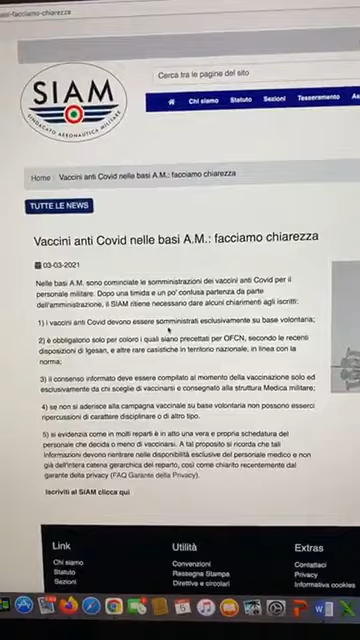 siam-facciamo-chiarezza
SIAM
SINDACATO AERONAUTICA MILITARE
Cerca tra le pagine del sito
Chi siamo Statuto Sezioni Tesseramento
Home Vaccini anti Covid nelle basi A.M.: facciamo chiarezza
TUTTE LE NEWS
Vaccini anti Covid nelle basi A.M.: facciamo chiarezza
03-03-2021
Nelle basi A.M. sono cominciate le somministrazioni dei vaccini anti Covid per il
personale militare. Dopo una timida e un po' confusa partenza da parte
dell'amministrazione, il SIAM ritiene necessario dare alcuni chiarimenti agli iscritti:
1) i vaccini anti Covid devono essere somministrati esclusivamente su base volontaria;
2) è obbligatorio solo per coloro i quali siano precettati per OFCN, secondo le recenti
disposizioni di Igesan, e altre rare casistiche in territorio nazionale, in linea con la
norma;
3) il consenso informato deve essere compilato al momento della vaccinazione solo ed
esclusivamente da chi sceglie di vaccinarsi e consegnato alla struttura Medica militare;
4) se non si aderisce alla campagna vaccinale su base volontaria non possono esserci
ripercussioni di carattere disciplinare o di altro tipo.
5) si evidenzia come in molti reparti è in atto una vera e propria schedatura del
personale che decida o meno di vaccinarsi. A tal proposito si ricorda che tali
informazioni devono rientrare nelle disponibilità esclusive del personale medico e non
già dell'intera catena gerarchica del reparto, così come chiarito recentemente dal
garante della privacy (FAQ Garante della Privacy).
Iscriviti al SIAM clicca qui
Link Utilità Extras
Chi siamo Convenzioni Contattaci
Statuto Rassegna Stampa Privacy
Sezioni Direttive e circolari Informativa cookies